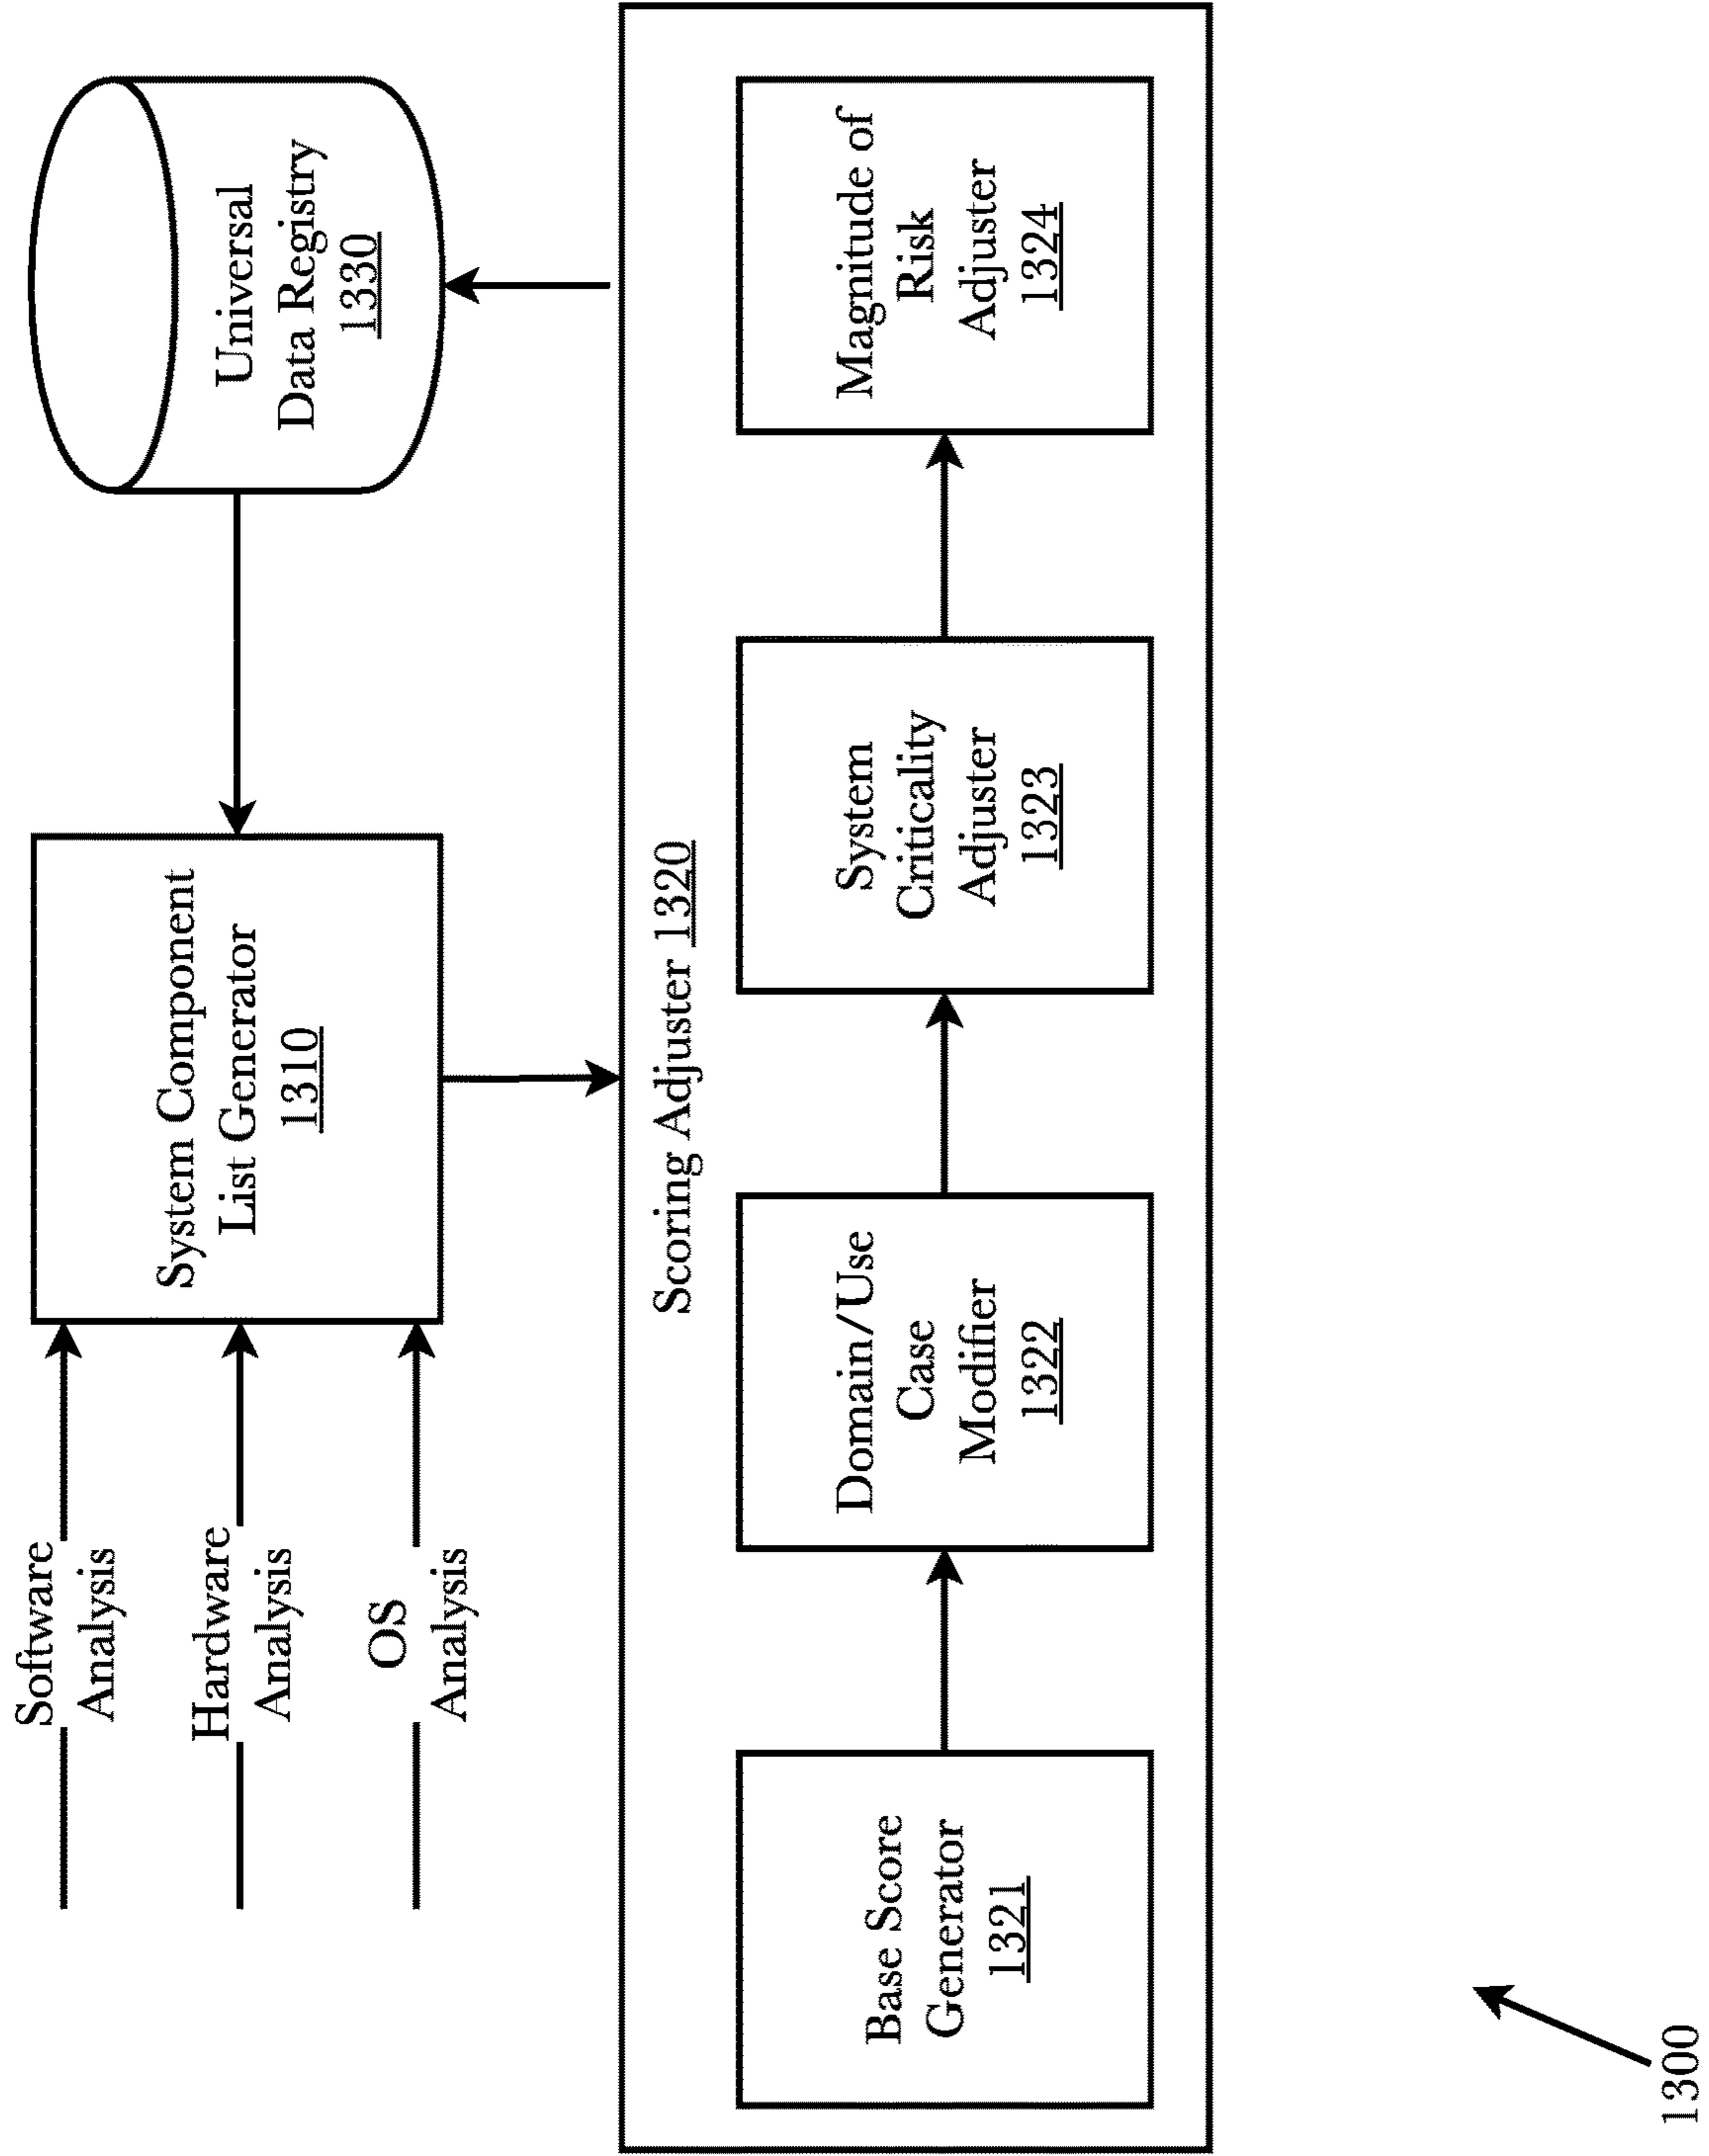 Software
Analysis
Hardware
Analysis
OS
Analysis
System Component
List Generator
1310
Universal
Data Registry
1330
Scoring Adjuster 1320
Base Score
Generator
1321
Domain/Use
Case
Modifier
1322
System
Criticality
Adjuster
1323
Magnitude of
Risk
Adjuster
1324
1300